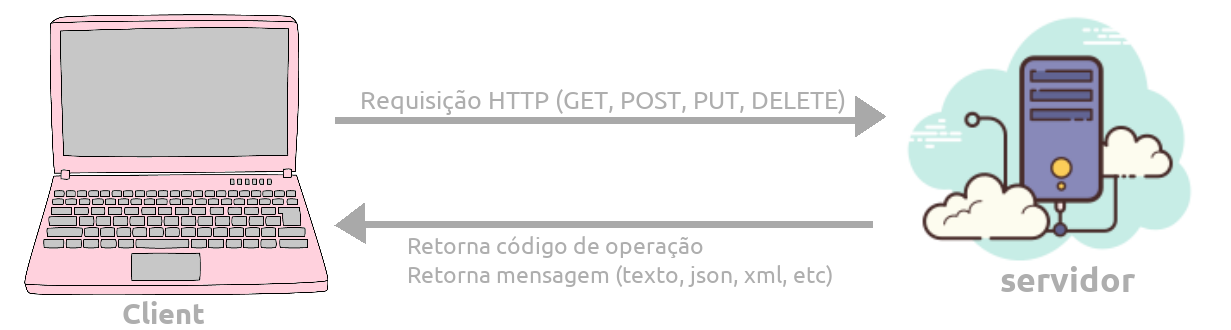 Requisição HTTP (GET, POST, PUT, DELETE)
Retorna código de operação
Retorna mensagem (texto, json, xml, etc)
Client
servidor